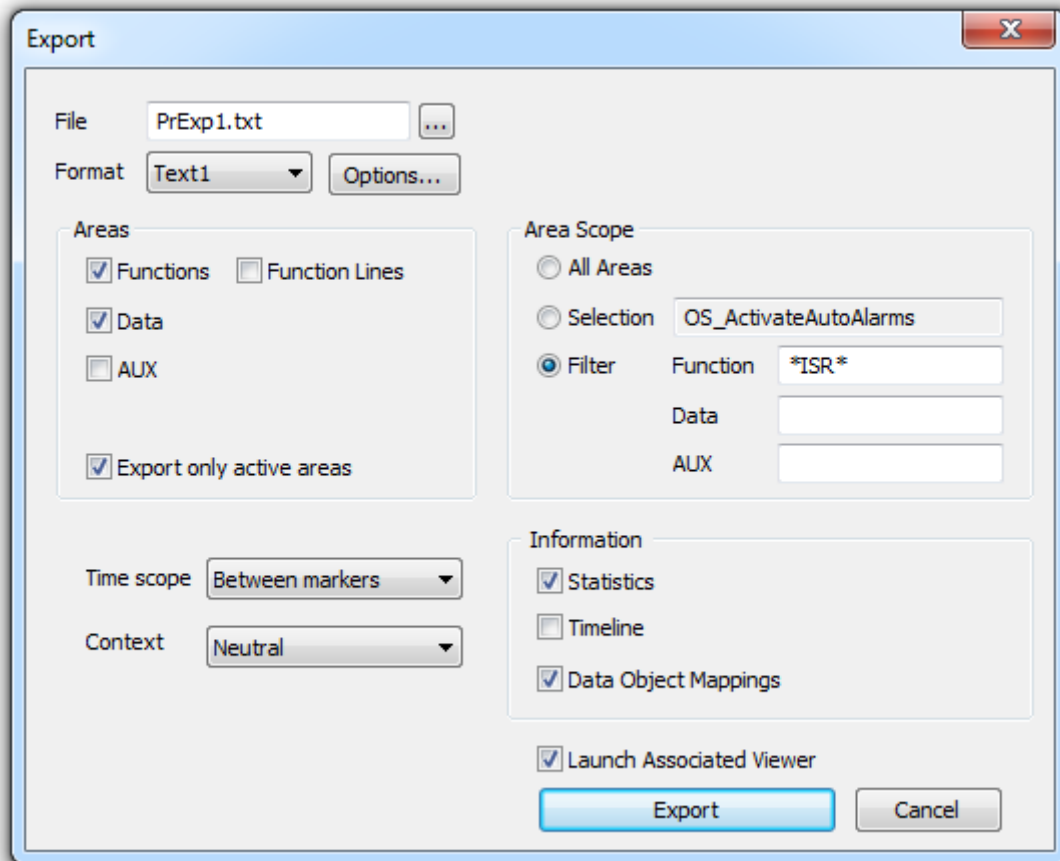 Export
File PrExp1.txt ...
Format Text1 Options...
Areas
Functions Function Lines
Data
AUX
Export only active areas
Area Scope
All Areas
Selection OS_ActivateAutoAlarms
Filter Function *ISR*
Data
AUX
Time scope Between markers
Context Neutral
Information
Statistics
Timeline
Data Object Mappings
Launch Associated Viewer
Export Cancel